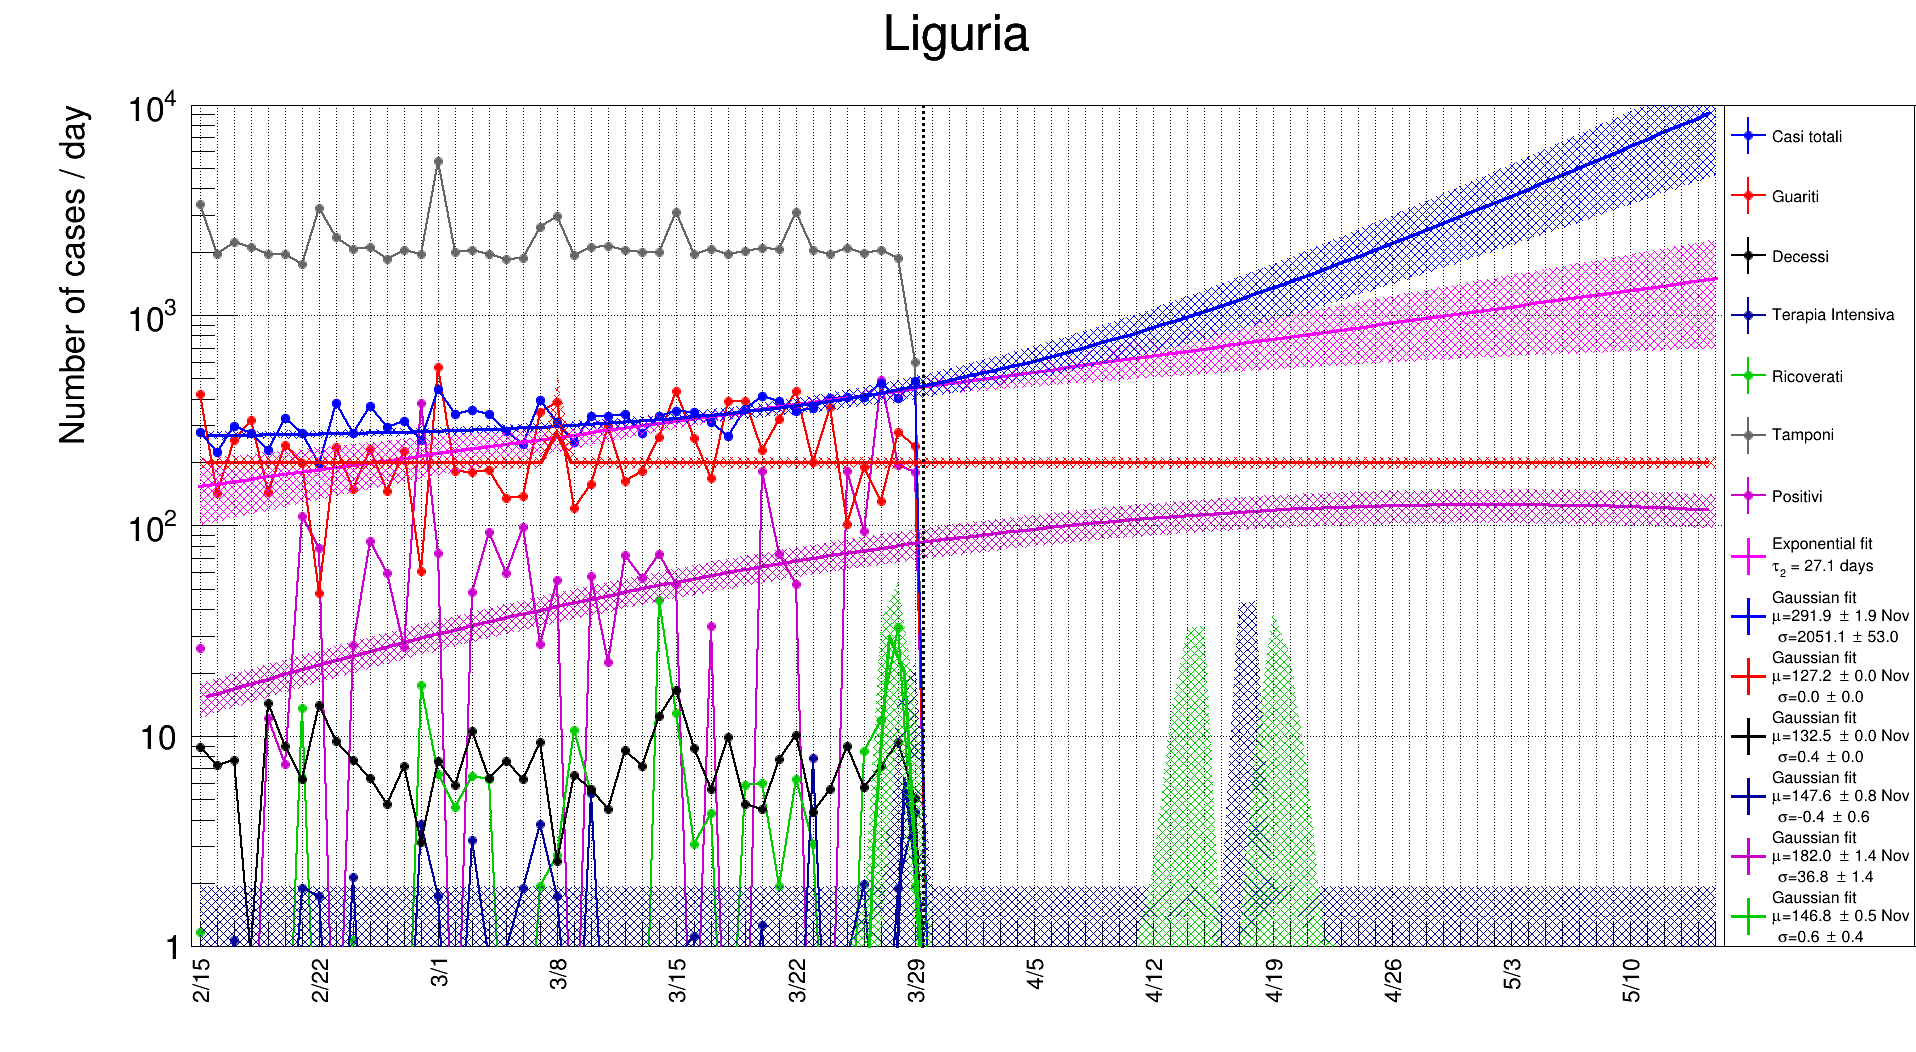 Liguria
Number of cases / day
10^4
10^3
10^2
10
1
2/15
2/22
3/1
3/8
3/15
3/22
3/29
4/5
4/12
4/19
4/26
5/3
5/10
Casi totali
Guariti
Decessi
Terapia Intensiva
Ricoverati
Tamponi
Positivi
Exponential fit
τ₂ = 27.1 days
Gaussian fit
μ=291.9 ± 1.9 Nov
σ=2051.1 ± 53.0
Gaussian fit
μ=127.2 ± 0.0 Nov
σ=0.0 ± 0.0
Gaussian fit
μ=132.5 ± 0.0 Nov
σ=0.4 ± 0.0
Gaussian fit
μ=147.6 ± 0.8 Nov
σ=-0.4 ± 0.6
Gaussian fit
μ=182.0 ± 1.4 Nov
σ=36.8 ± 1.4
Gaussian fit
μ=146.8 ± 0.5 Nov
σ=0.6 ± 0.4